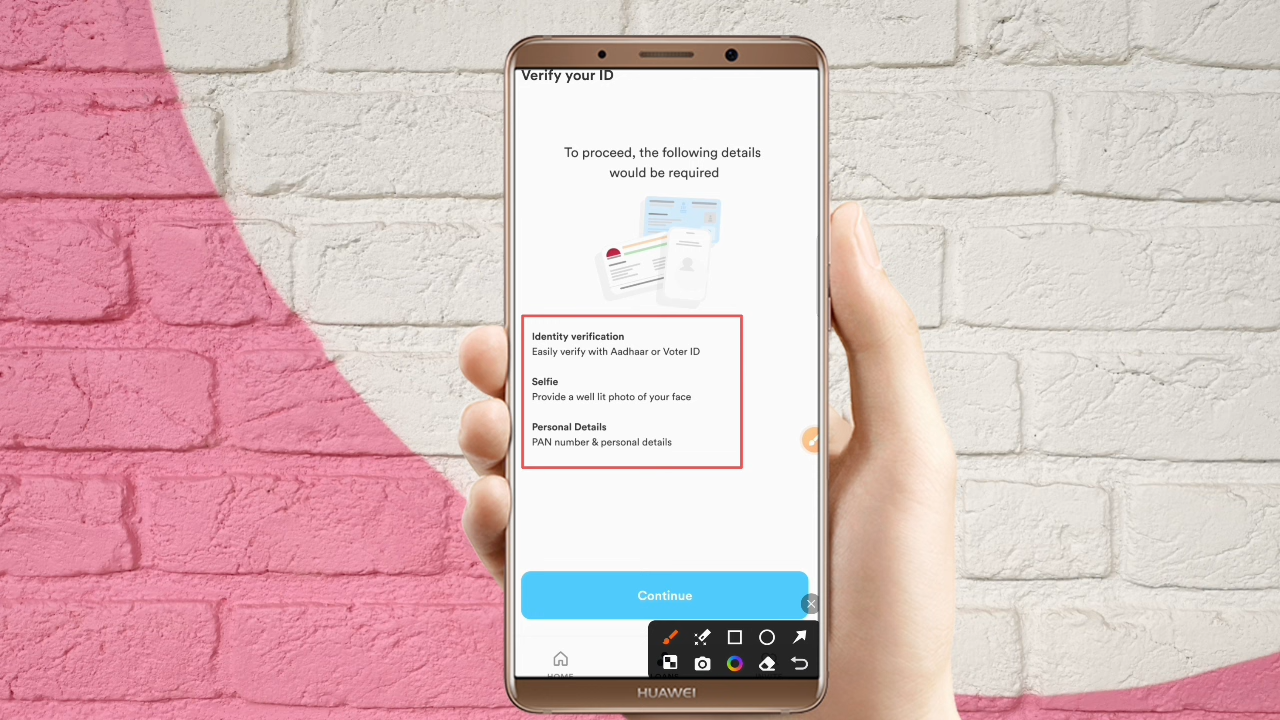 Verify your ID
To proceed, the following details
would be required
Identity verification
Easily verify with Aadhaar or Voter ID
Selfie
Provide a well lit photo of your face
Personal Details
PAN number & personal details
Continue
HOME
HUAWEI